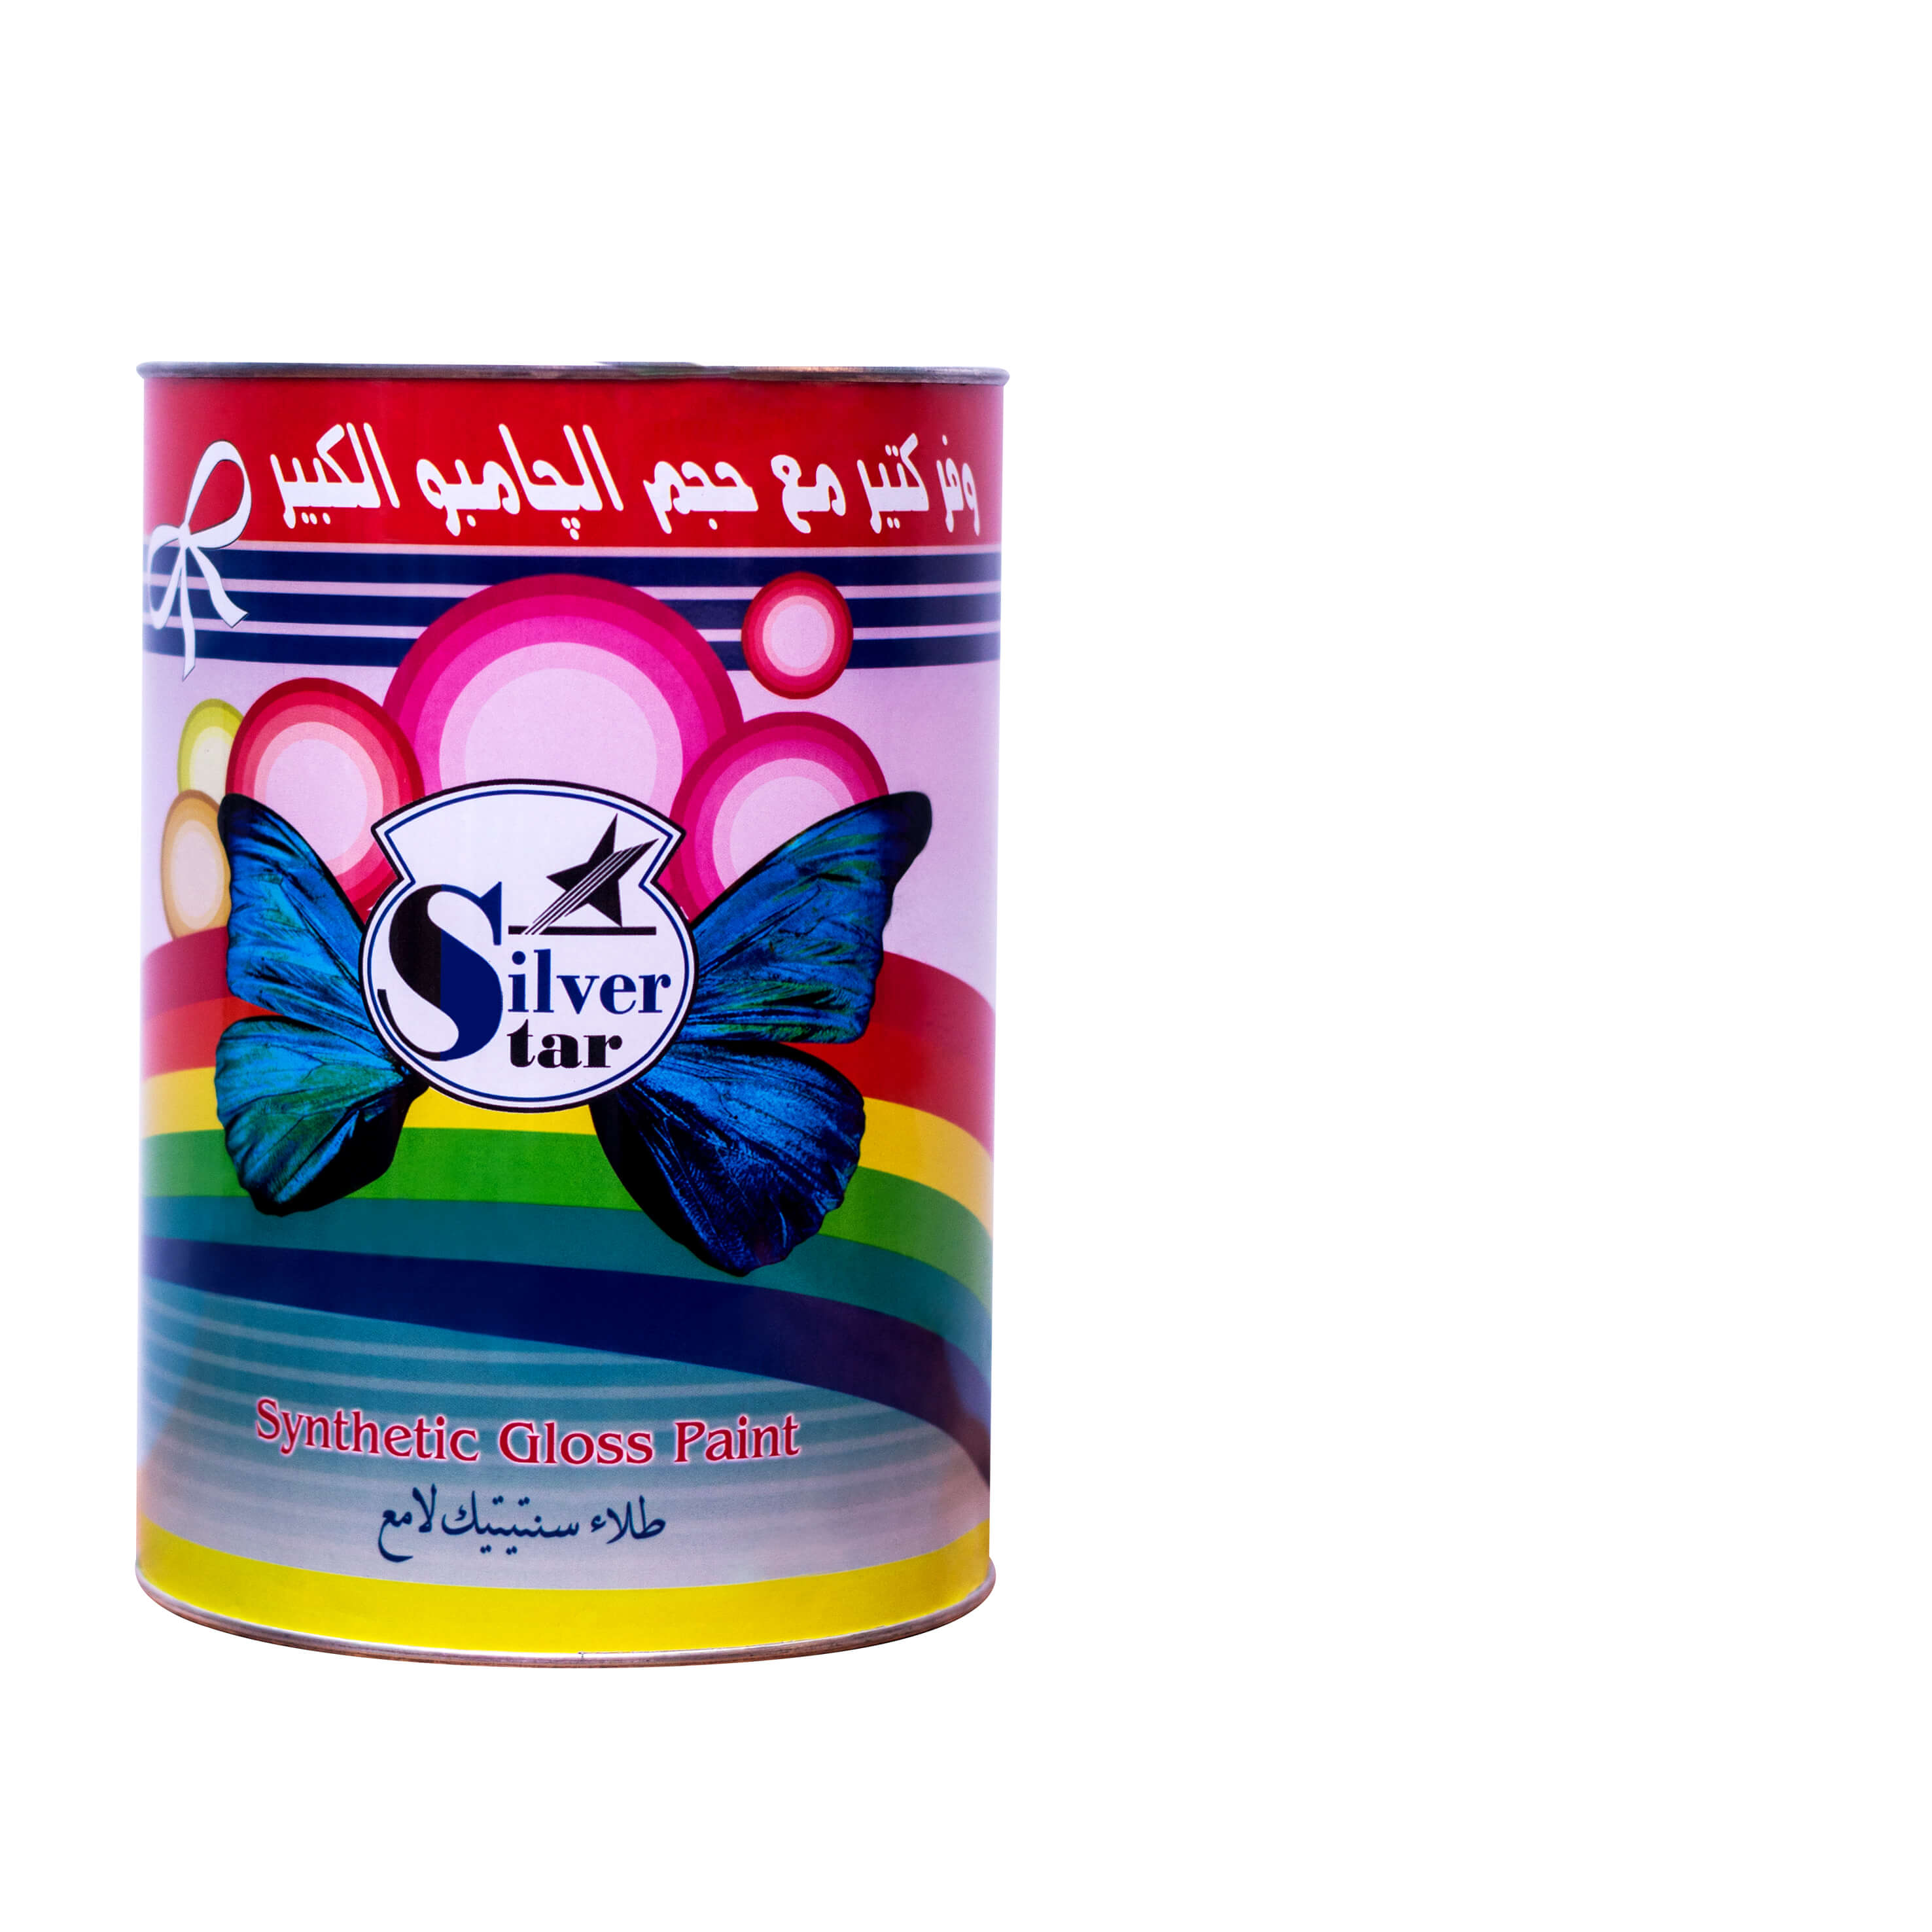 وفر كتير مع حجم الچامبو الكبير
Silver
Star
Synthetic Gloss Paint
طلاء سنتيتيك لامع